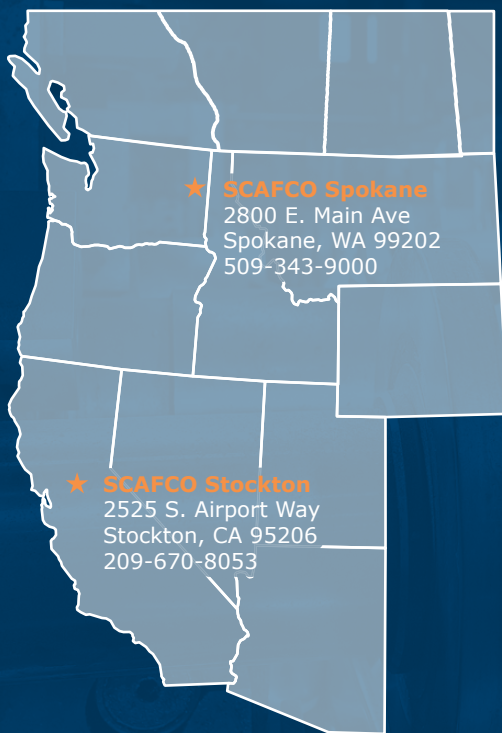 SCAFCO Spokane
2800 E. Main Ave
Spokane, WA 99202
509-343-9000
SCAFCO Stockton
2525 S. Airport Way
Stockton, CA 95206
209-670-8053